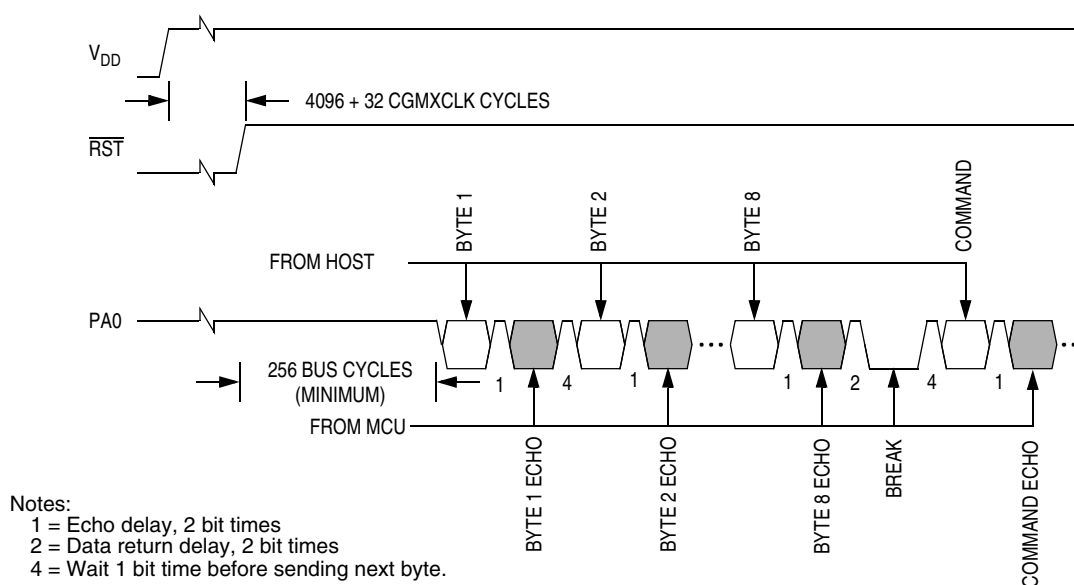 VDD
4096 + 32 CGMXCLK CYCLES
RST
BYTE 1
BYTE 2
BYTE 8
COMMAND
FROM HOST
PA0
256 BUS CYCLES
(MINIMUM)
1
4
1
1
2
4
1
FROM MCU
BYTE 1 ECHO
BYTE 2 ECHO
BYTE 8 ECHO
BREAK
COMMAND ECHO
Notes:
1 = Echo delay, 2 bit times
2 = Data return delay, 2 bit times
4 = Wait 1 bit time before sending next byte.